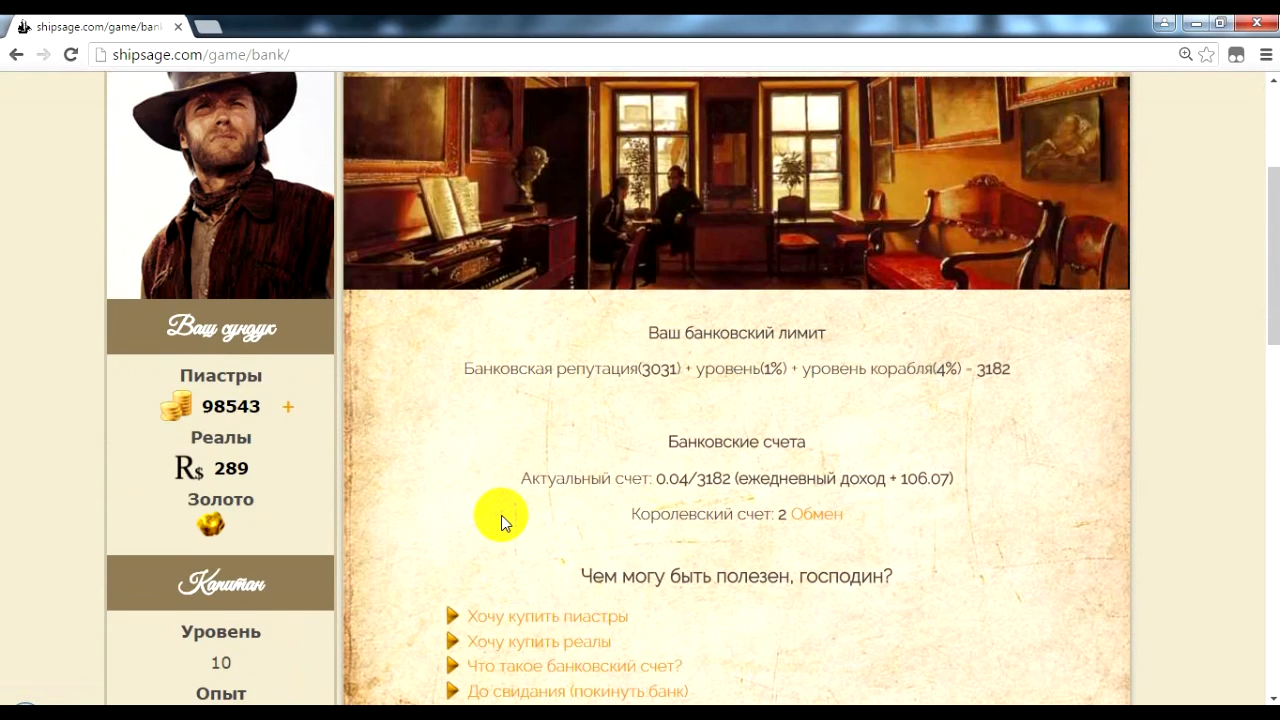 shipsage.com/game/ban
shipsage.com/game/bank/
Ваш сундук
Пиастры
98543 +
Реалы
R$ 289
Золото
Капитан
Уровень
10
Опыт
Ваш банковский лимит
Банковская репутация(3031) + уровень(1%) + уровень корабля(4%) = 3182
Банковские счета
Актуальный счет: 0.04/3182 (ежедневный доход + 106.07)
Королевский счет: 2 Обмен
Чем могу быть полезен, господин?
Хочу купить пиастры
Хочу купить реалы
Что такое банковский счет?
До свидания (покинуть банк)